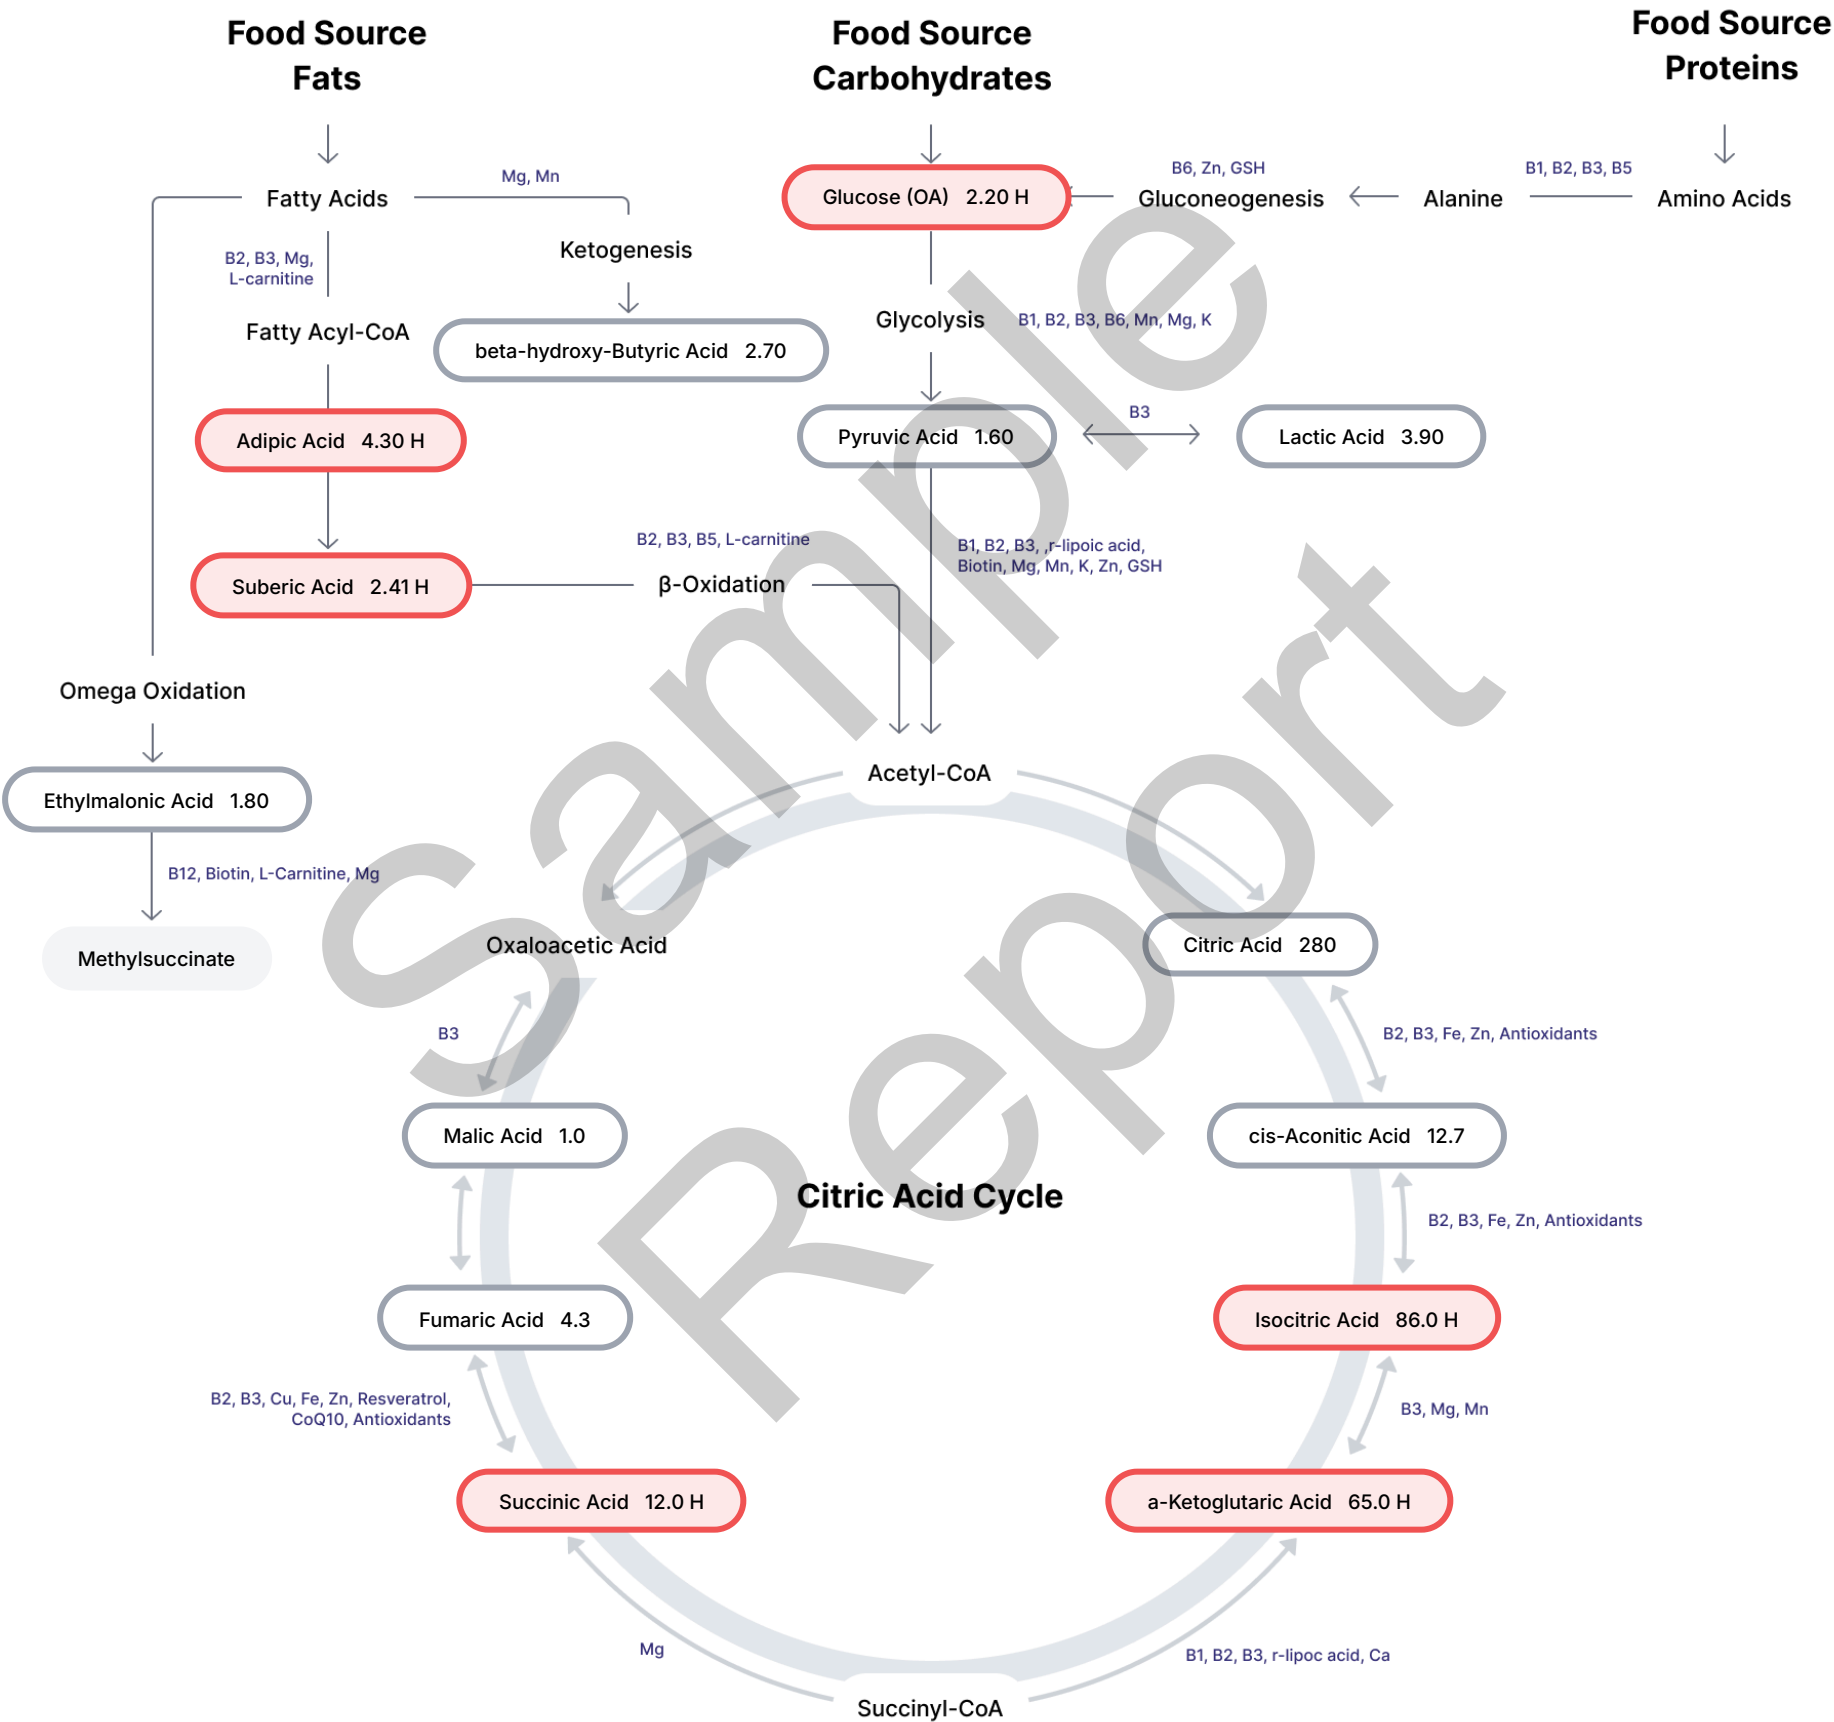 Food Source
Fats
Food Source
Carbohydrates
Food Source
Proteins
Fatty Acids
Mg, Mn
Glucose (OA) 2.20 H
B6, Zn, GSH
Gluconeogenesis
Alanine
B1, B2, B3, B5
Amino Acids
B2, B3, Mg,
L-carnitine
Ketogenesis
Fatty Acyl-CoA
beta-hydroxy-Butyric Acid 2.70
Glycolysis
B1, B2, B3, B6, Mn, Mg, K
Adipic Acid 4.30 H
Pyruvic Acid 1.60
B3
Lactic Acid 3.90
Suberic Acid 2.41 H
B2, B3, B5, L-carnitine
β-Oxidation
B1, B2, B3, ,r-lipoic acid,
Biotin, Mg, Mn, K, Zn, GSH
Omega Oxidation
Ethylmalonic Acid 1.80
Acetyl-CoA
B12, Biotin, L-Carnitine, Mg
Methylsuccinate
Oxaloacetic Acid
Citric Acid 280
B3
B2, B3, Fe, Zn, Antioxidants
Malic Acid 1.0
cis-Aconitic Acid 12.7
Citric Acid Cycle
B2, B3, Fe, Zn, Antioxidants
Fumaric Acid 4.3
Isocitric Acid 86.0 H
B2, B3, Cu, Fe, Zn, Resveratrol,
CoQ10, Antioxidants
B3, Mg, Mn
Succinic Acid 12.0 H
a-Ketoglutaric Acid 65.0 H
Mg
B1, B2, B3, r-lipoc acid, Ca
Succinyl-CoA
Sample
Report